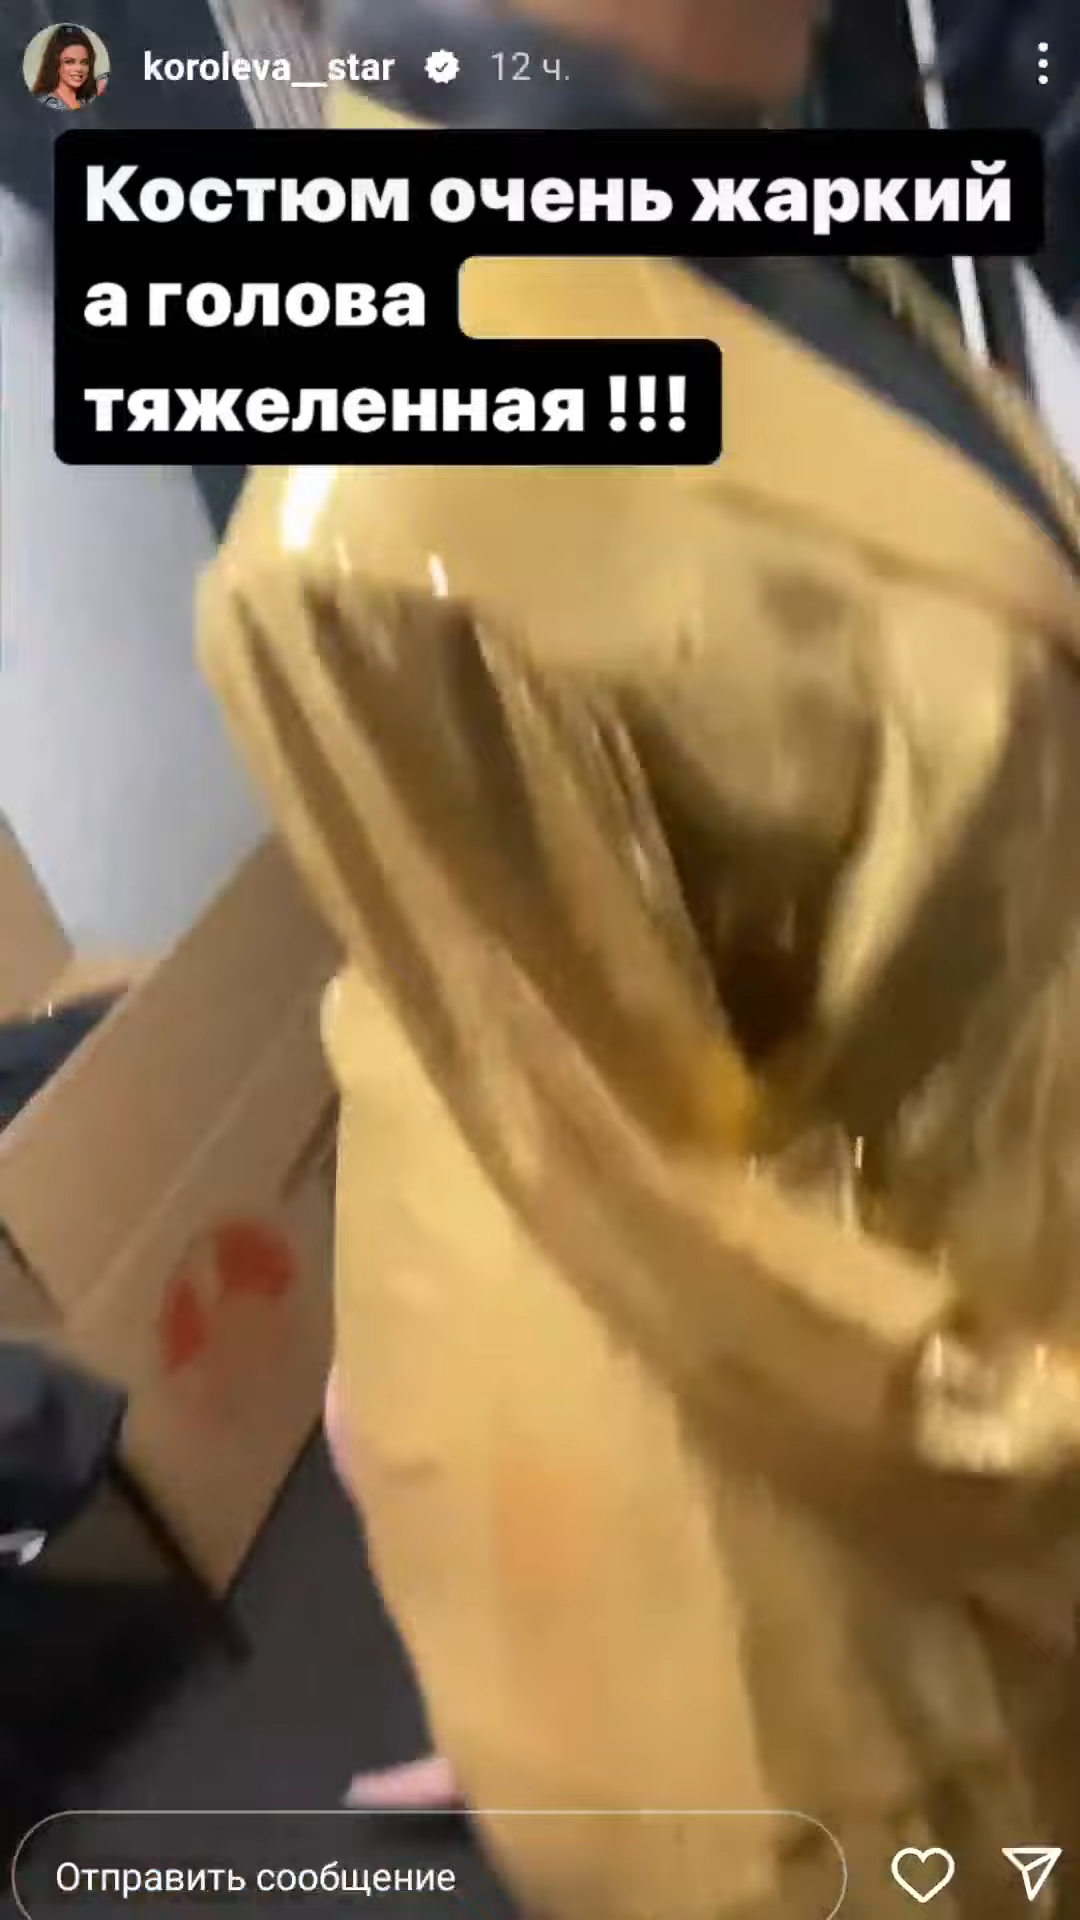 koroleva__star 12 ч.
Костюм очень жаркий
а голова
тяжеленная !!!
Отправить сообщение